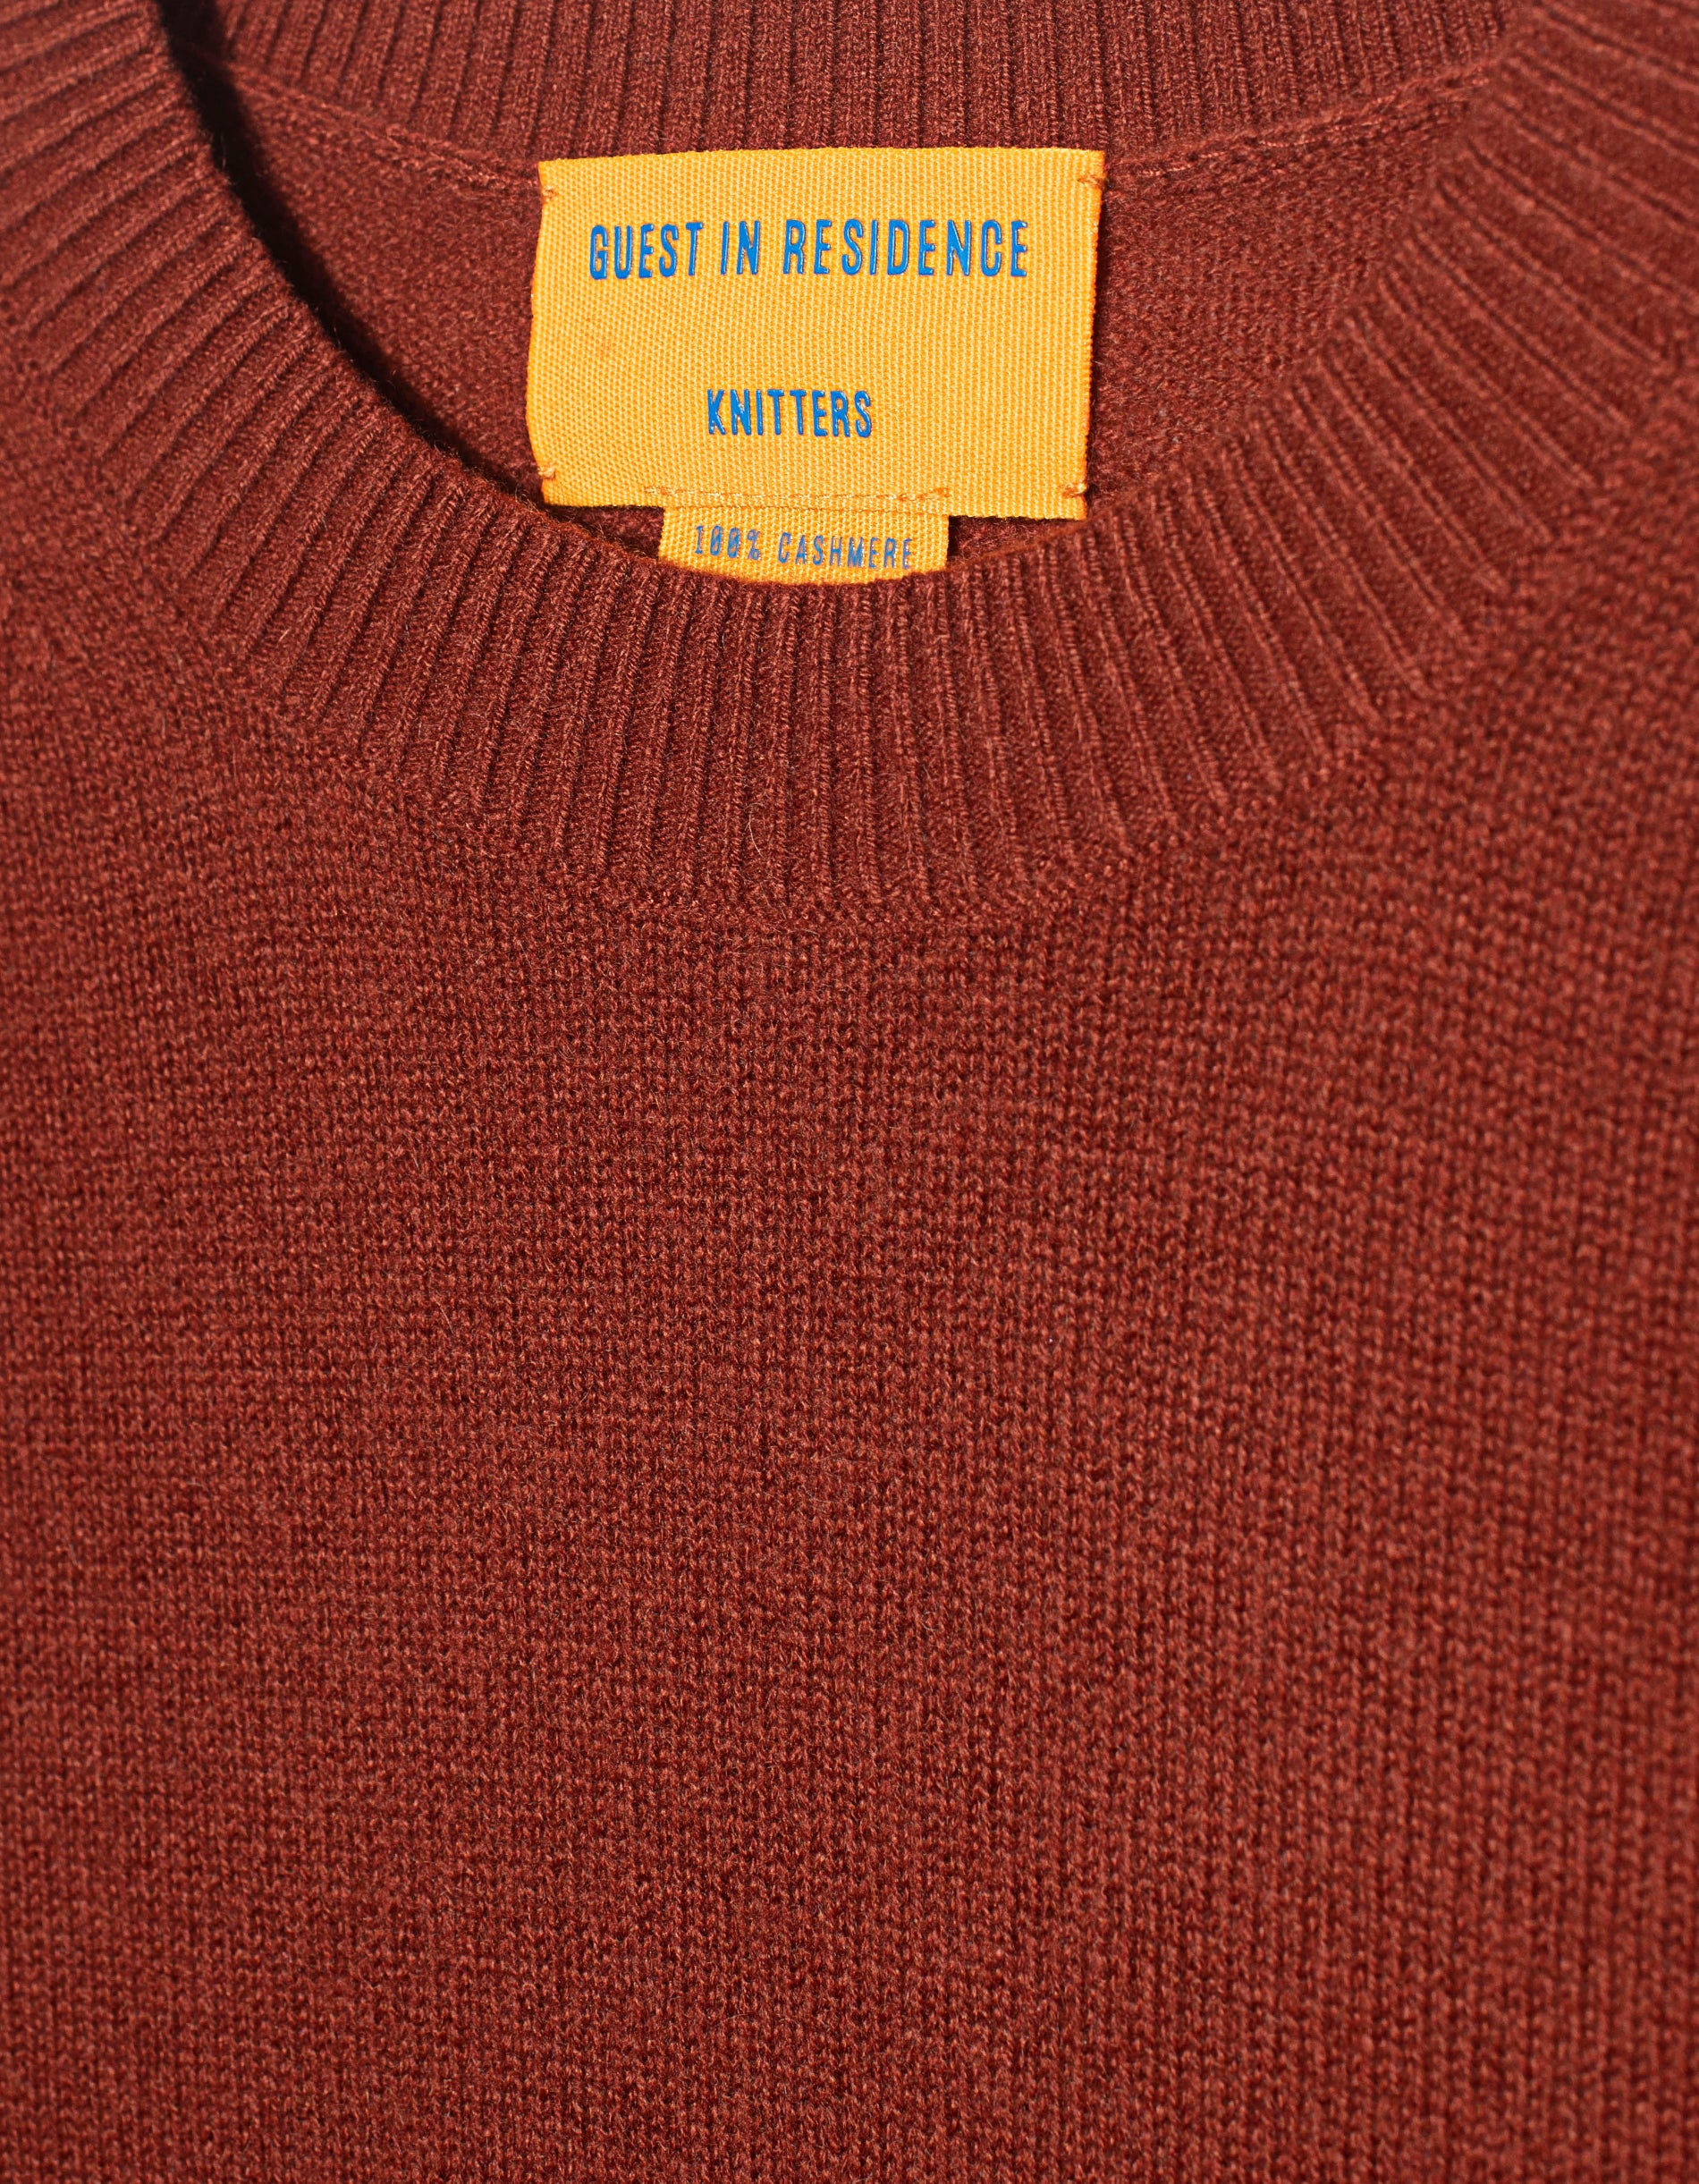 GUEST IN RESIDENCE
KNITTERS
100% CASHMERE